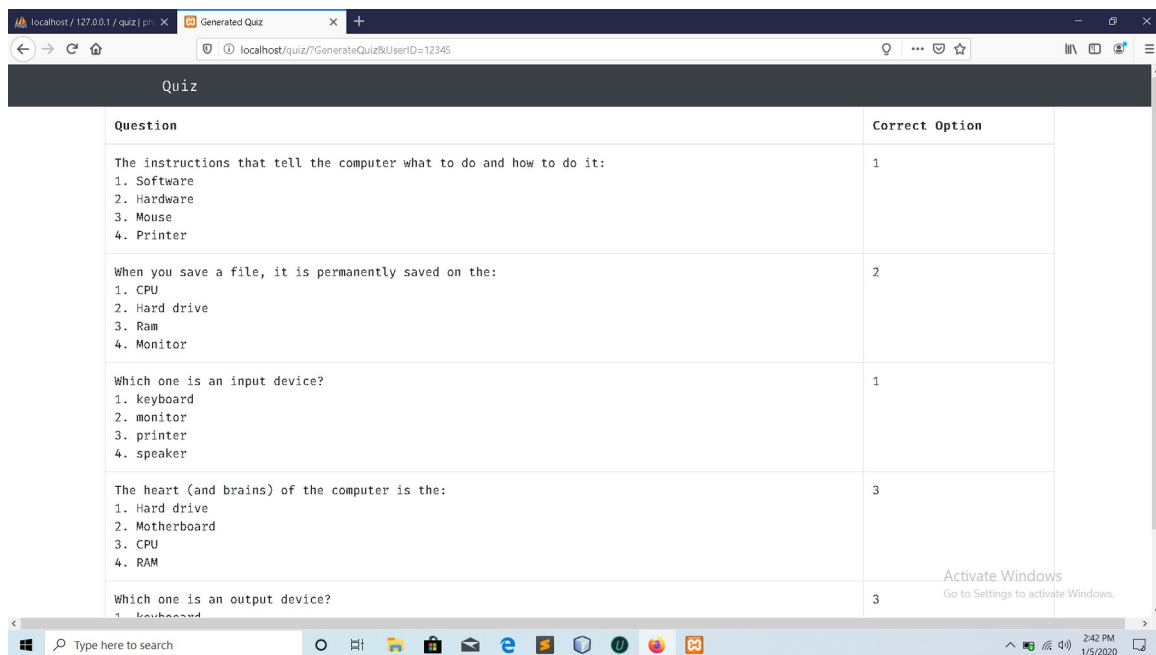 localhost / 127.0.0.1 / quiz | ph
Generated Quiz
localhost/quiz/?GenerateQuiz&UserID=12345
Quiz
Question Correct Option
The instructions that tell the computer what to do and how to do it: 1
1. Software
2. Hardware
3. Mouse
4. Printer
When you save a file, it is permanently saved on the: 2
1. CPU
2. Hard drive
3. Ram
4. Monitor
Which one is an input device? 1
1. keyboard
2. monitor
3. printer
4. speaker
The heart (and brains) of the computer is the: 3
1. Hard drive
2. Motherboard
3. CPU
4. RAM
Which one is an output device? 3
1. keyboard
Activate Windows
Go to Settings to activate Windows.
Type here to search
2:42 PM
1/5/2020